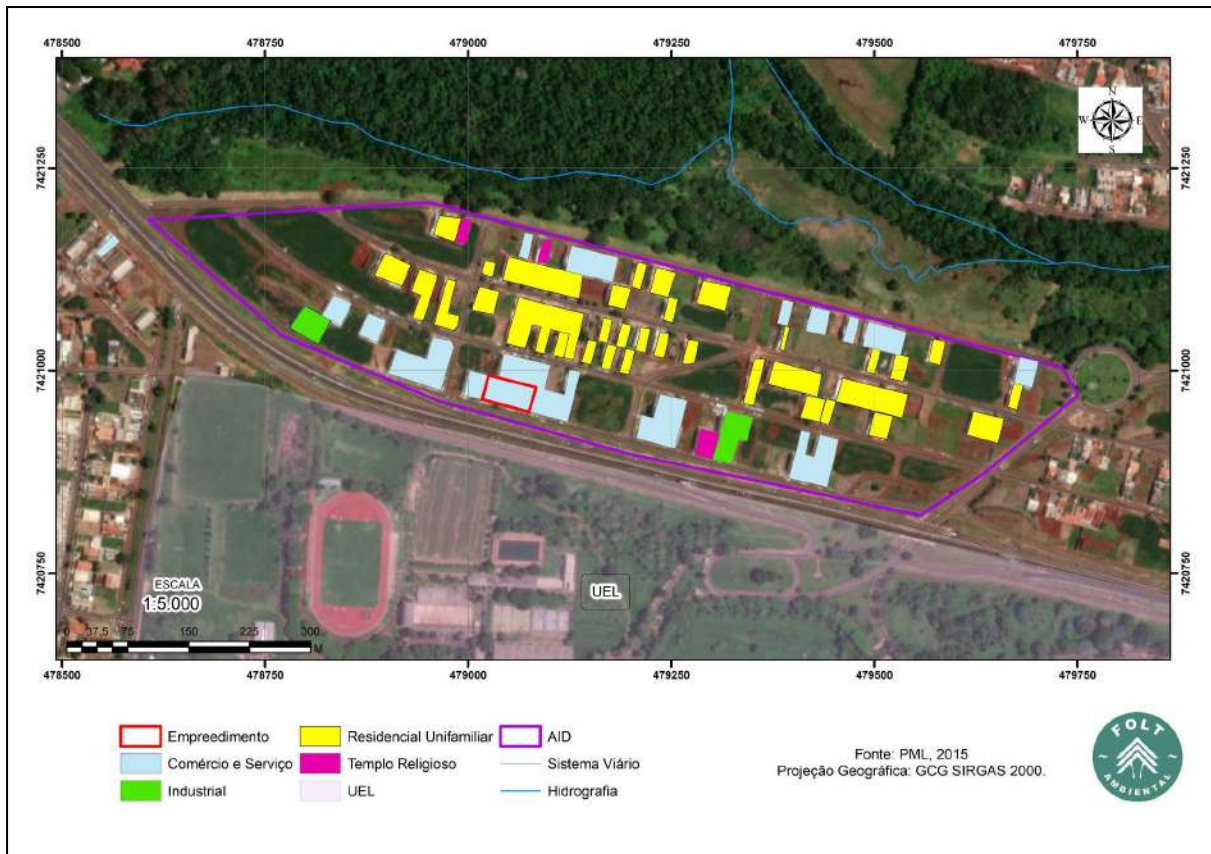 478500 478750 479000 479250 479500 479750
7421250 7421250
7421000 7421000
7420750 7420750
N
W E
S
ESCALA
1:5.000
0 37,5 75 150 225 300
M
UEL
478500 478750 479000 479250 479500 479750
Empreedimento
Residencial Unifamiliar
AID
Comércio e Serviço
Templo Religioso
Sistema Viário
Industrial
UEL
Hidrografia
Fonte: PML, 2015
Projeção Geográfica: GCG SIRGAS 2000.
FOLT
AMBIENTAL